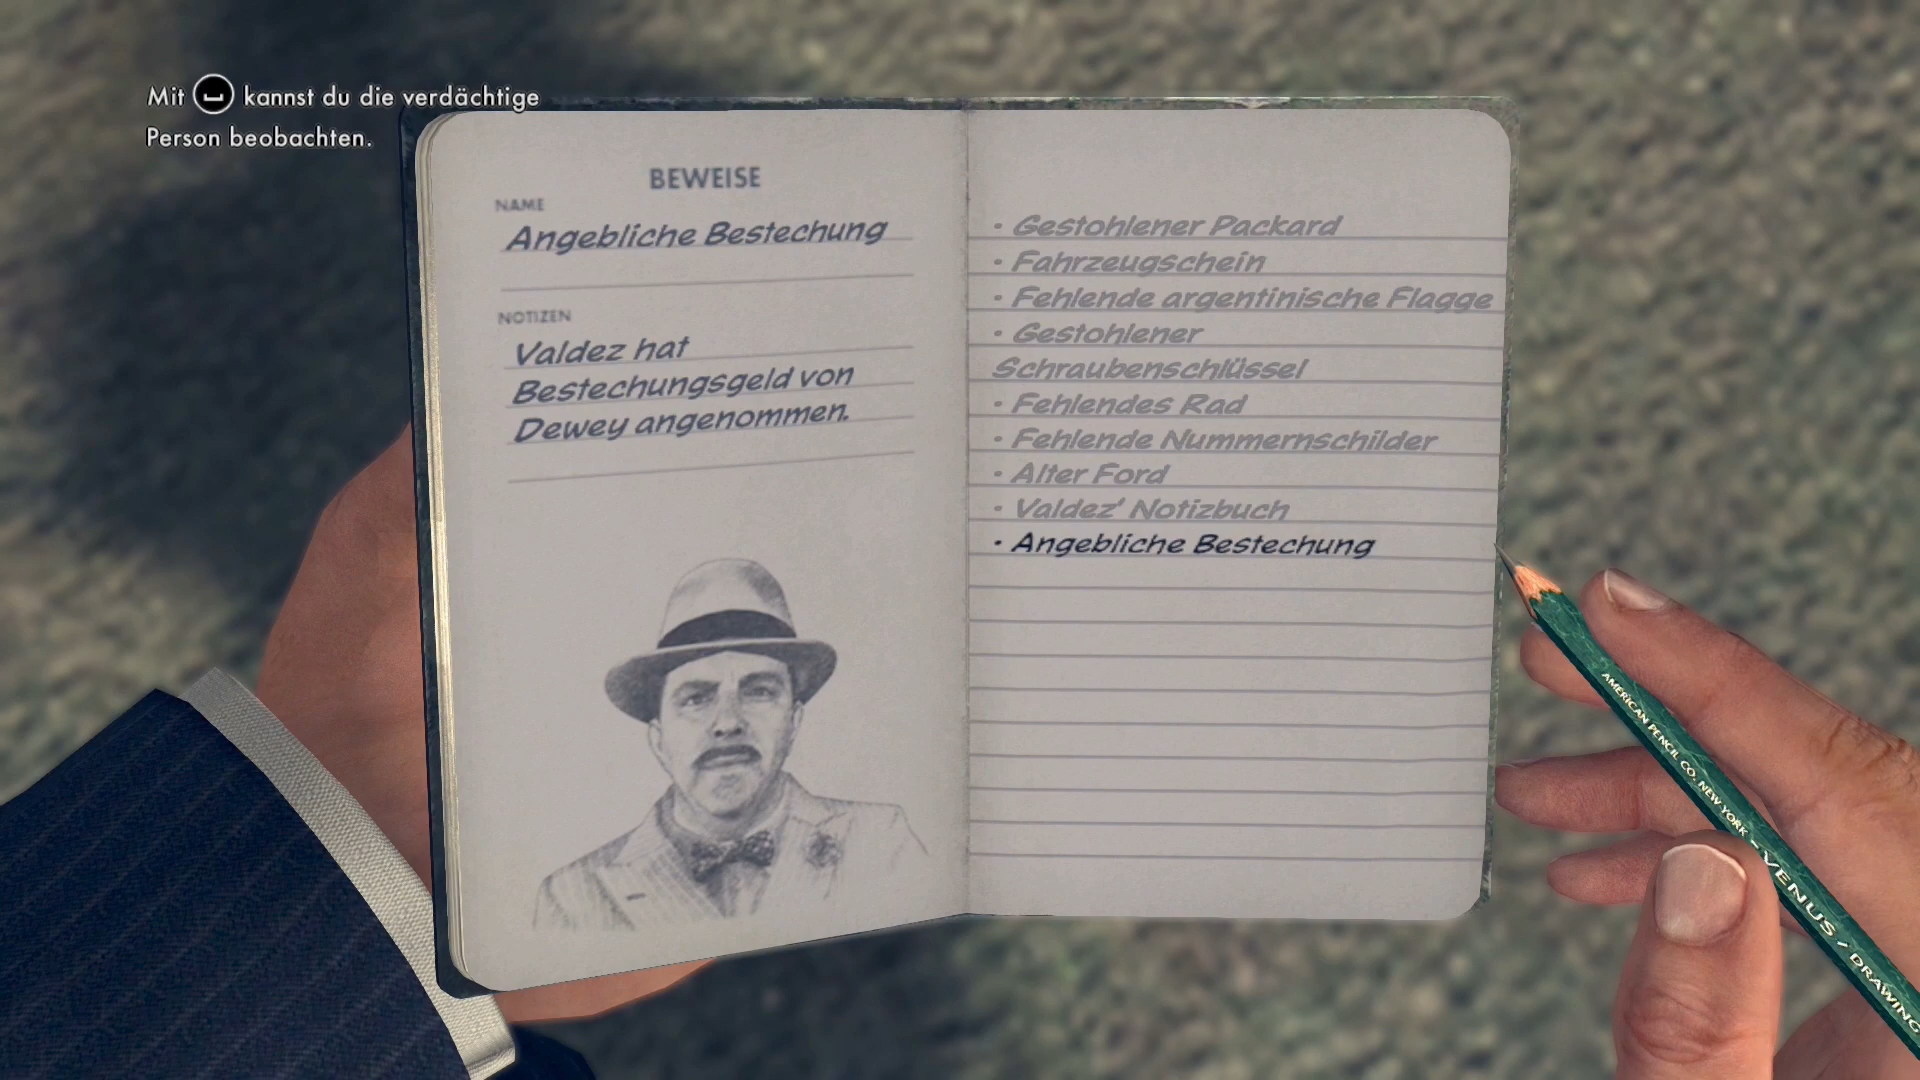 Mit kannst du die verdächtige
Person beobachten.
BEWEISE
NAME
Angebliche Bestechung
NOTIZEN
Valdez hat
Bestechungsgeld von
Dewey angenommen.
• Gestohlener Packard
• Fahrzeugschein
• Fehlende argentinische Flagge
• Gestohlener
Schraubenschlüssel
• Fehlendes Rad
• Fehlende Nummernschilder
• Alter Ford
• Valdez' Notizbuch
• Angebliche Bestechung
AMERICAN PENCIL CO. NEW YORK - VENUS / DRAWING